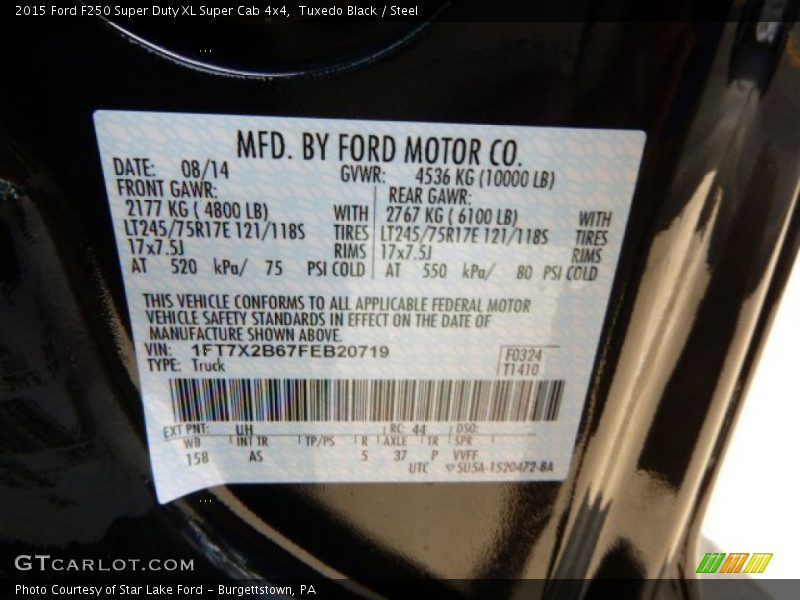 2015 Ford F250 Super Duty XL Super Cab 4x4, Tuxedo Black / Steel
MFD. BY FORD MOTOR CO.
DATE: 08/14 GVWR: 4536 KG (10000 LB)
FRONT GAWR: REAR GAWR:
2177 KG ( 4800 LB) WITH 2767 KG ( 6100 LB) WITH
LT245/75R17E 121/118S TIRES LT245/75R17E 121/118S TIRES
17x7.5J RIMS 17x7.5J RIMS
AT 520 kPa/ 75 PSI COLD AT 550 kPa/ 80 PSI COLD
THIS VEHICLE CONFORMS TO ALL APPLICABLE FEDERAL MOTOR
VEHICLE SAFETY STANDARDS IN EFFECT ON THE DATE OF
MANUFACTURE SHOWN ABOVE.
VIN: 1FT7X2B67FEB20719 F0324
TYPE: Truck T1410
EXT PNT: UH RC: 44 DSO:
WB INT TR TP/PS R AXLE TR SPR
158 AS 5 37 P VVFF
UTC ▽SU5A-1520472-BA
GTCARLOT.COM
Photo Courtesy of Star Lake Ford - Burgettstown, PA